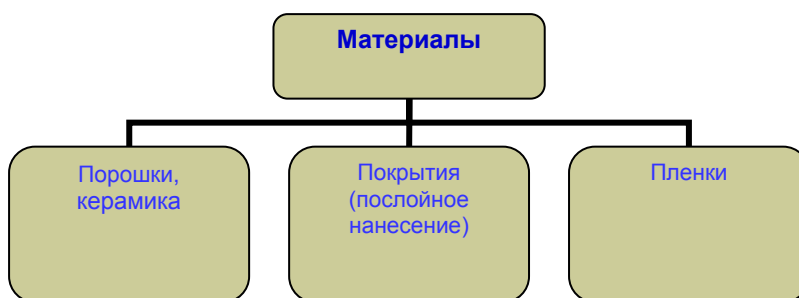 Материалы
Порошки,
керамика
Покрытия
(послойное
нанесение)
Пленки